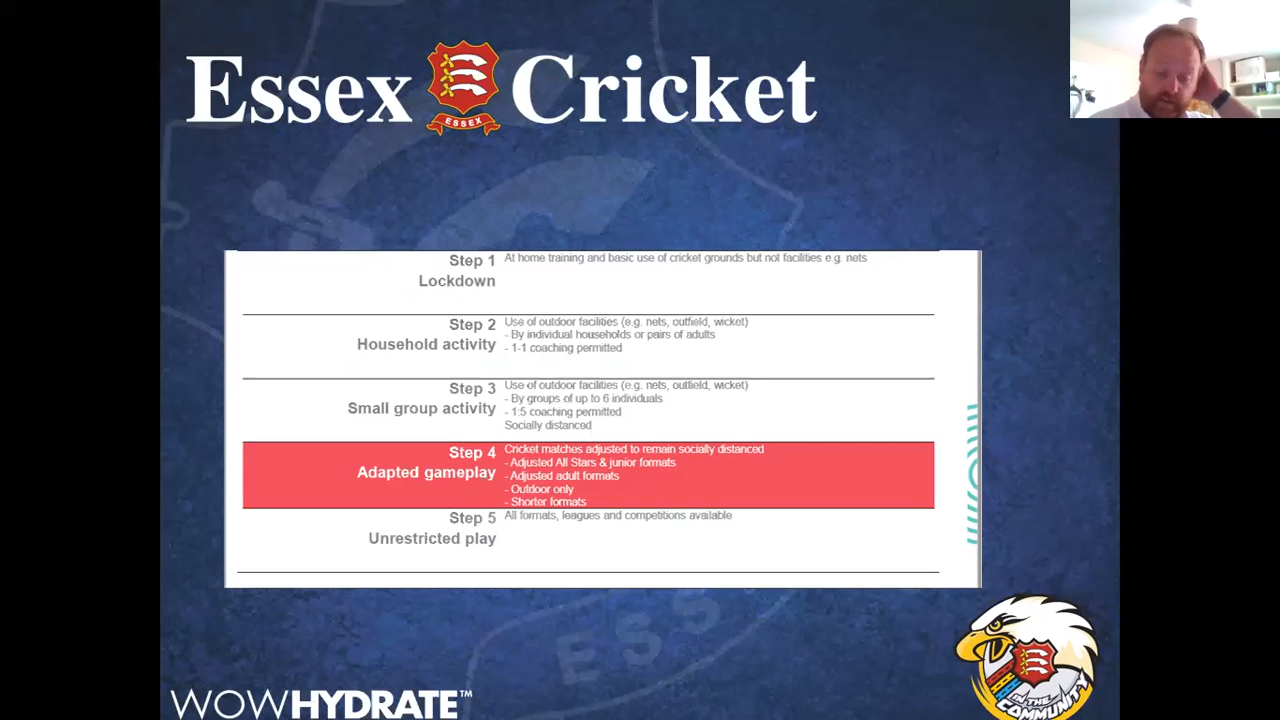 Essex Cricket
ESSEX
Step 1 At home training and basic use of cricket grounds but not facilities e.g. nets
Lockdown
Step 2 Use of outdoor facilities (e.g. nets, outfield, wicket)
- By individual households or pairs of adults
Household activity
- 1-1 coaching permitted
Step 3 Use of outdoor facilities (e.g. nets, outfield, wicket)
- By groups of up to 6 individuals
Small group activity
- 1:5 coaching permitted
Socially distanced
Step 4 Cricket matches adjusted to remain socially distanced
- Adjusted All Stars & junior formats
Adapted gameplay
- Adjusted adult formats
- Outdoor only
- Shorter formats
Step 5 All formats, leagues and competitions available
Unrestricted play
ESS
WOWHYDRATE™
IN THE
COMMUNITY